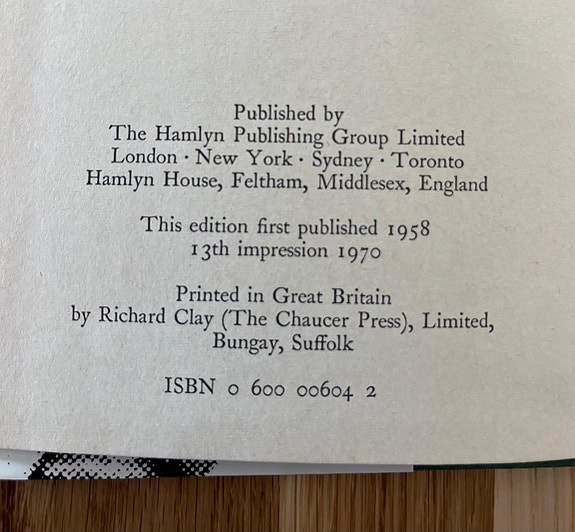 Published by
The Hamlyn Publishing Group Limited
London · New York · Sydney · Toronto
Hamlyn House, Feltham, Middlesex, England
This edition first published 1958
13th impression 1970
Printed in Great Britain
by Richard Clay (The Chaucer Press), Limited,
Bungay, Suffolk
ISBN 0 600 00604 2